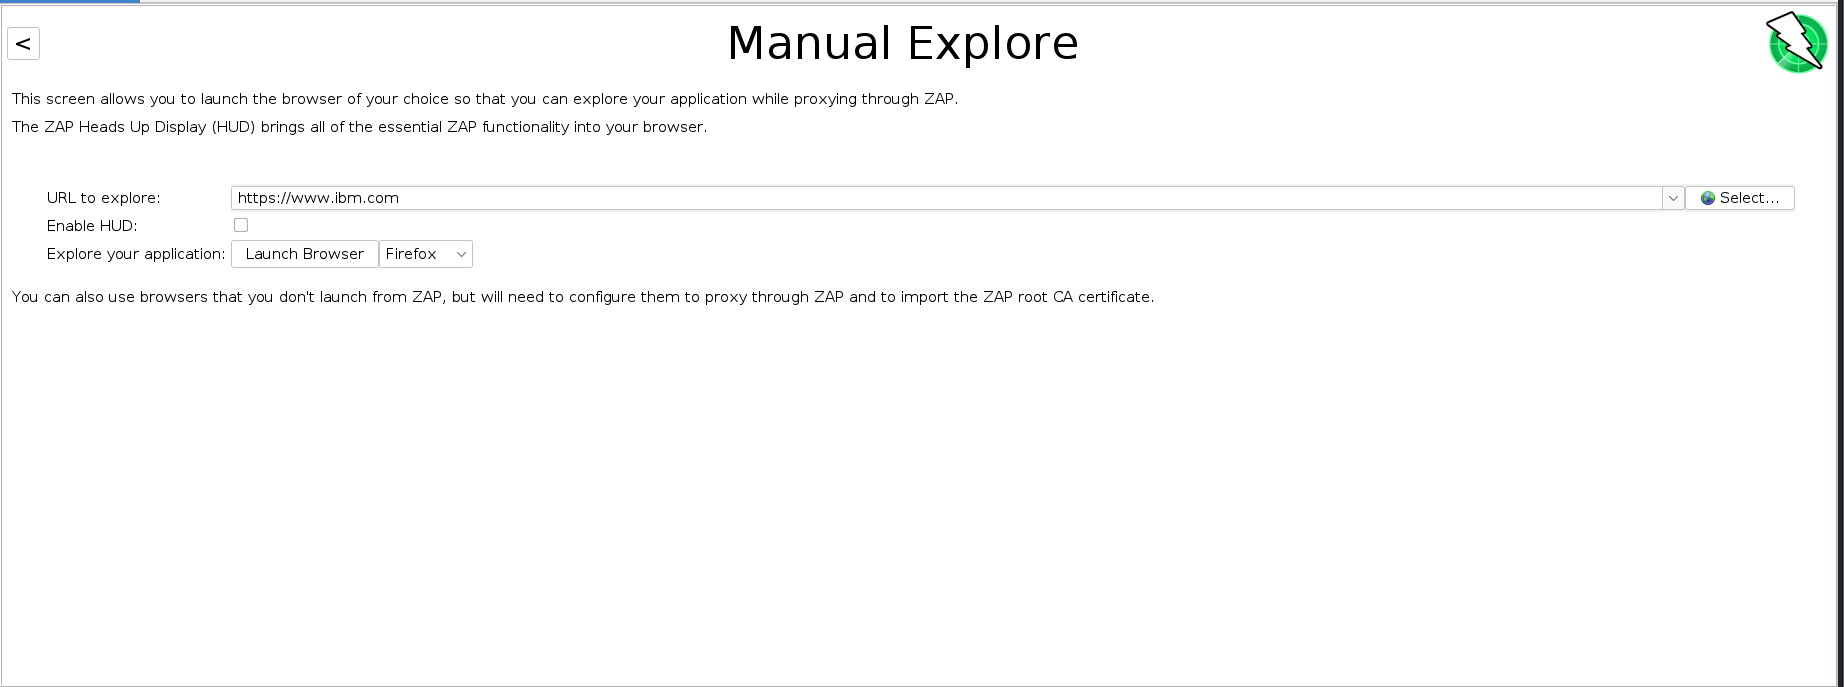 <
Manual Explore
This screen allows you to launch the browser of your choice so that you can explore your application while proxying through ZAP.
The ZAP Heads Up Display (HUD) brings all of the essential ZAP functionality into your browser.
URL to explore: https://www.ibm.com Select...
Enable HUD:
Explore your application: Launch Browser Firefox
You can also use browsers that you don't launch from ZAP, but will need to configure them to proxy through ZAP and to import the ZAP root CA certificate.